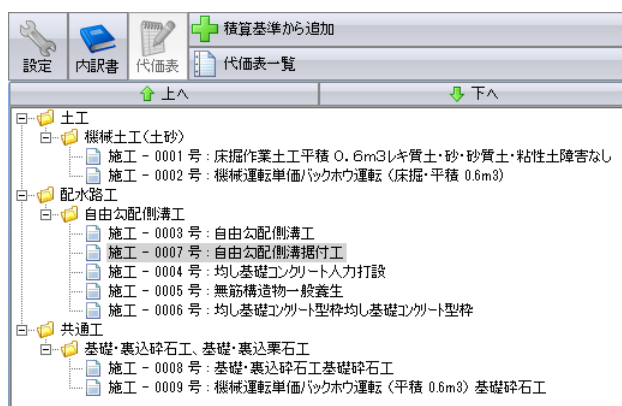 積算基準から追加
設定 内訳書 代価表 代価表一覧
上へ 下へ
土工
機械土工(土砂)
施工 - 0001 号:床掘作業土工平積 0.6m3レキ質土・砂・砂質土・粘性土障害なし
施工 - 0002 号:機械運転単価バックホウ運転(床掘・平積 0.6m3)
配水路工
自由勾配側溝工
施工 - 0003 号:自由勾配側溝工
施工 - 0007 号:自由勾配側溝据付工
施工 - 0004 号:均し基礎コンクリート人力打設
施工 - 0005 号:無筋構造物一般養生
施工 - 0006 号:均し基礎コンクリート型枠均し基礎コンクリート型枠
共通工
基礎・裏込砕石工、基礎・裏込栗石工
施工 - 0008 号:基礎・裏込砕石工基礎砕石工
施工 - 0009 号:機械運転単価バックホウ運転(平積 0.6m3)基礎砕石工